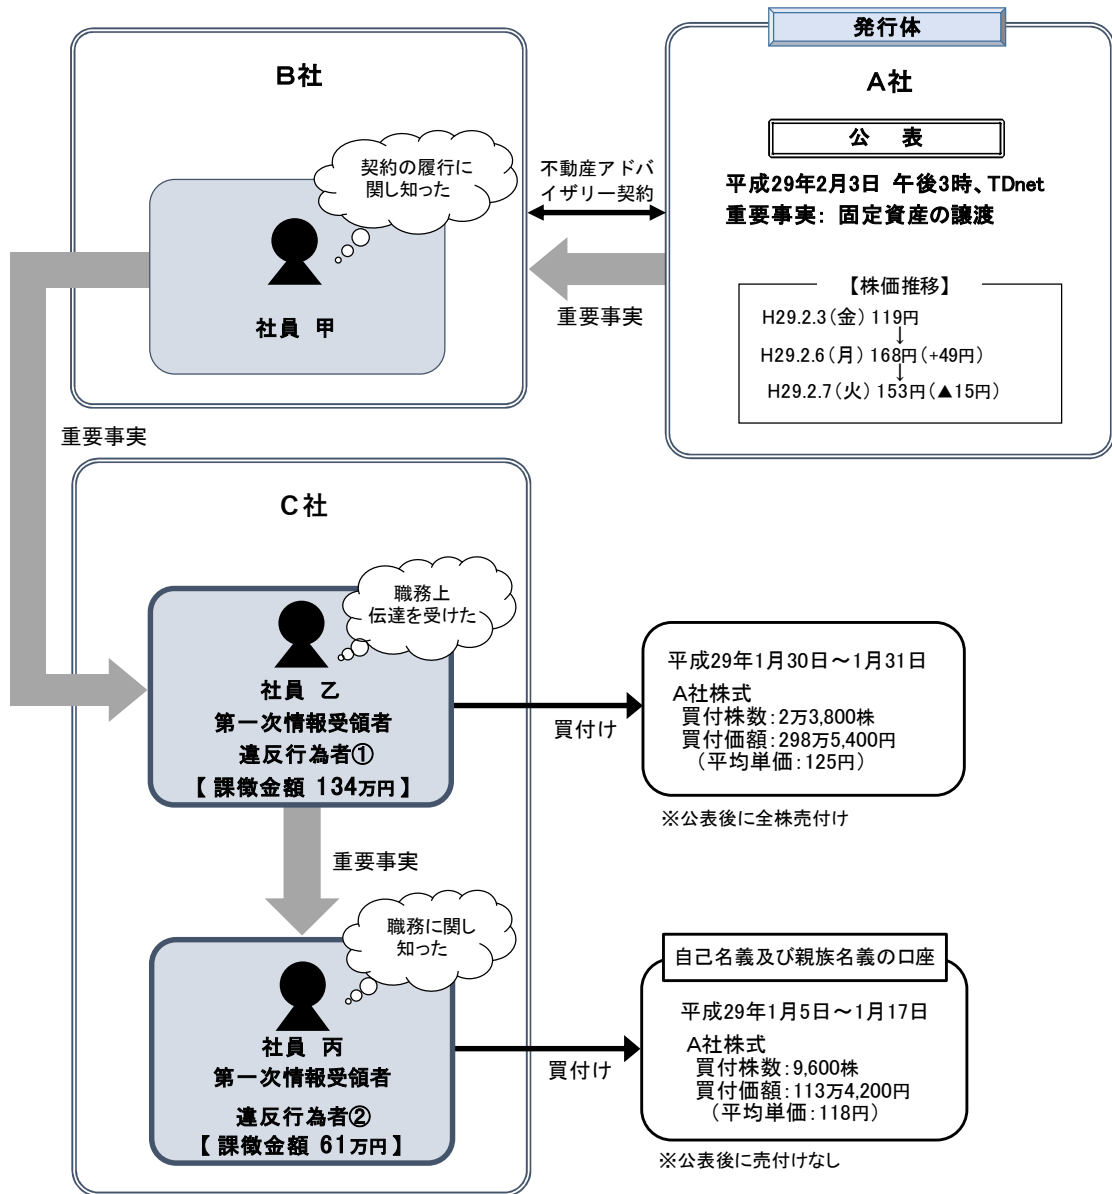 発行体
A社
公 表
平成29年2月3日 午後3時、TDnet
重要事実: 固定資産の譲渡
【株価推移】
H29.2.3(金) 119円
↓
H29.2.6(月) 168円(+49円)
↓
H29.2.7(火) 153円(▲15円)
B社
契約の履行に
関し知った
社員 甲
不動産アドバ
イザリー契約
重要事実
重要事実
C社
職務上
伝達を受けた
社員 乙
第一次情報受領者
違反行為者①
【 課徴金額 134万円 】
買付け
平成29年1月30日~1月31日
A社株式
買付株数:2万3,800株
買付価額:298万5,400円
(平均単価:125円)
※公表後に全株売付け
重要事実
職務に関し
知った
社員 丙
第一次情報受領者
違反行為者②
【 課徴金額 61万円 】
買付け
自己名義及び親族名義の口座
平成29年1月5日~1月17日
A社株式
買付株数:9,600株
買付価額:113万4,200円
(平均単価:118円)
※公表後に売付けなし